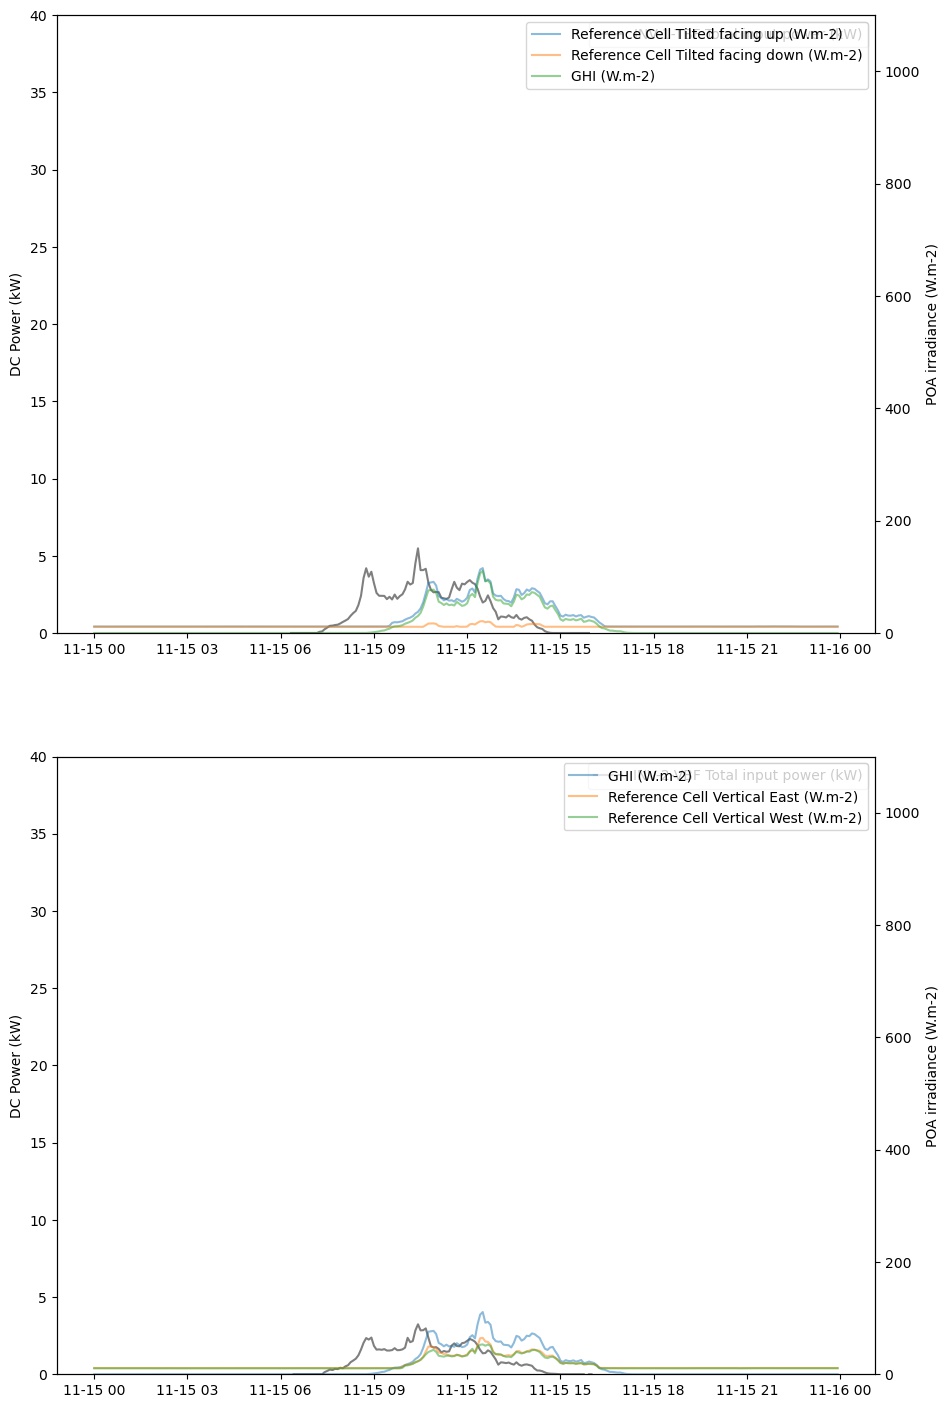 40
35
30
25
20
15
10
5
0
DC Power (kW)
Reference Cell Tilted facing up (W.m-2)
Reference Cell Tilted facing down (W.m-2)
GHI (W.m-2)
1000
800
600
400
200
0
POA irradiance (W.m-2)
11-15 00 11-15 03 11-15 06 11-15 09 11-15 12 11-15 15 11-15 18 11-15 21 11-16 00
40
35
30
25
20
15
10
5
0
DC Power (kW)
GHI (W.m-2)
Total input power (kW)
Reference Cell Vertical East (W.m-2)
Reference Cell Vertical West (W.m-2)
1000
800
600
400
200
0
POA irradiance (W.m-2)
11-15 00 11-15 03 11-15 06 11-15 09 11-15 12 11-15 15 11-15 18 11-15 21 11-16 00